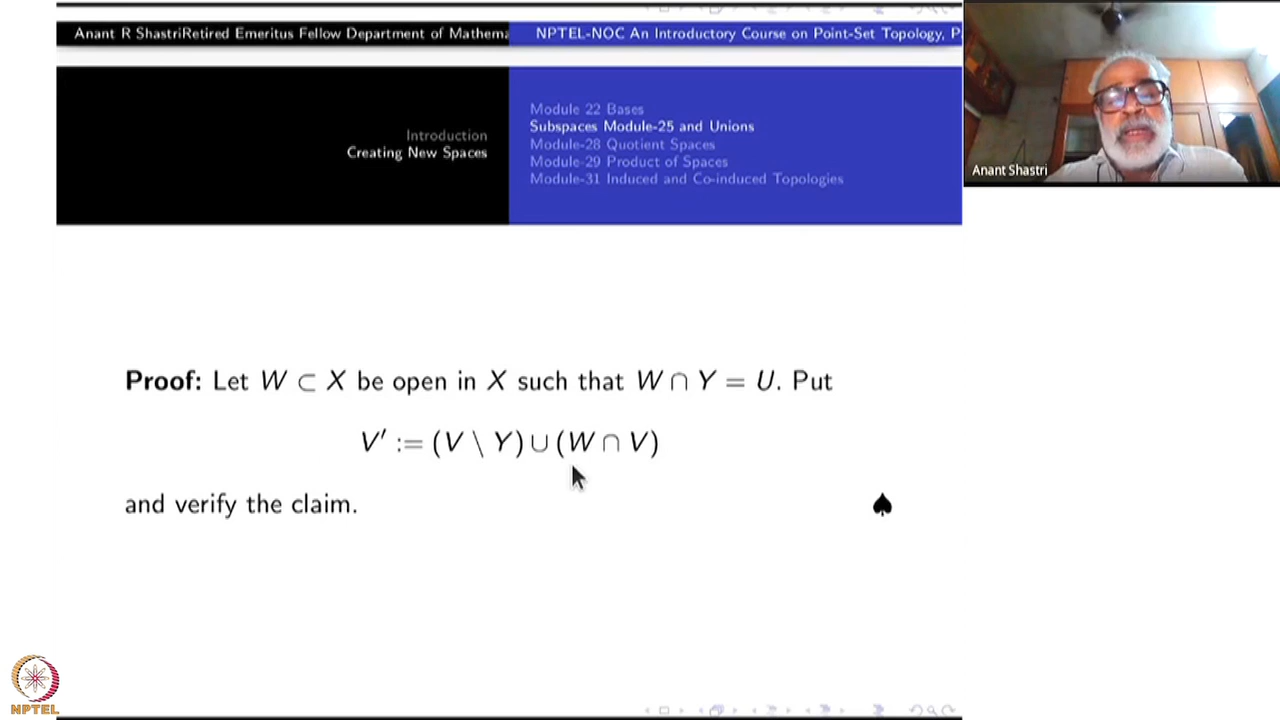 Anant R ShastriRetired Emeritus Fellow Department of Mathema
NPTEL-NOC An Introductory Course on Point-Set Topology, P
Introduction
Creating New Spaces
Module 22 Bases
Subspaces Module-25 and Unions
Module-28 Quotient Spaces
Module-29 Product of Spaces
Module-31 Induced and Co-induced Topologies
Anant Shastri
Proof: Let W ⊂ X be open in X such that W ∩ Y = U. Put
V′ := (V \ Y) ∪ (W ∩ V)
and verify the claim. ♠
NPTEL